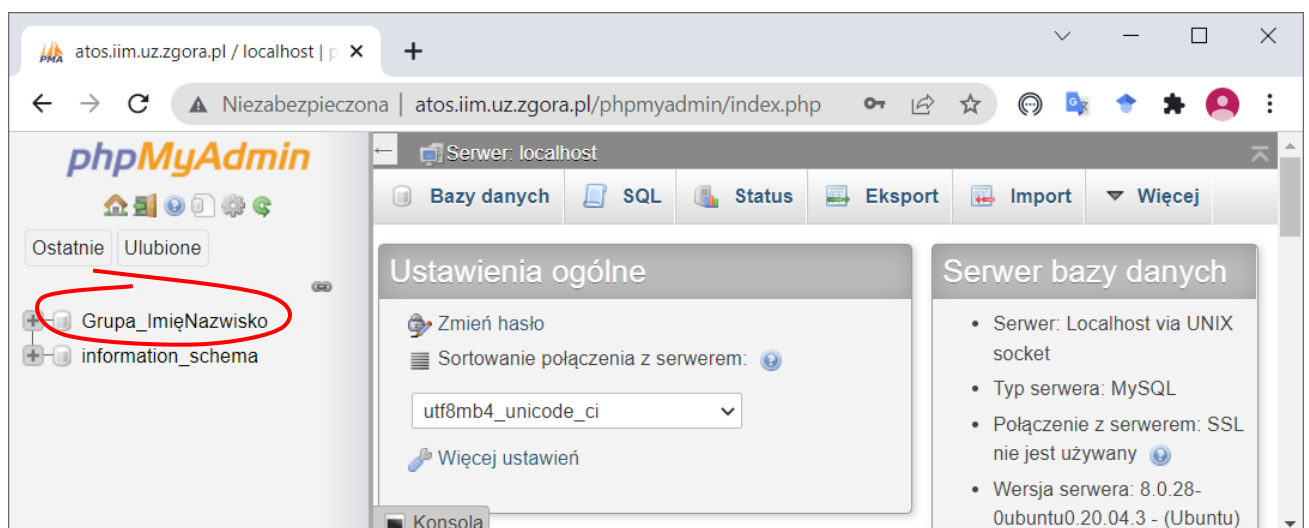 PMA atos.iim.uz.zgora.pl / localhost | p
Niezabezpieczona | atos.iim.uz.zgora.pl/phpmyadmin/index.php
phpMyAdmin
Ostatnie Ulubione
Grupa_ImięNazwisko
information_schema
Serwer: localhost
Bazy danych SQL Status Eksport Import Więcej
Ustawienia ogólne
Zmień hasło
Sortowanie połączenia z serwerem:
utf8mb4_unicode_ci
Więcej ustawień
Konsola
Serwer bazy danych
Serwer: Localhost via UNIX
socket
Typ serwera: MySQL
Połączenie z serwerem: SSL
nie jest używany
Wersja serwera: 8.0.28-
0ubuntu0.20.04.3 - (Ubuntu)